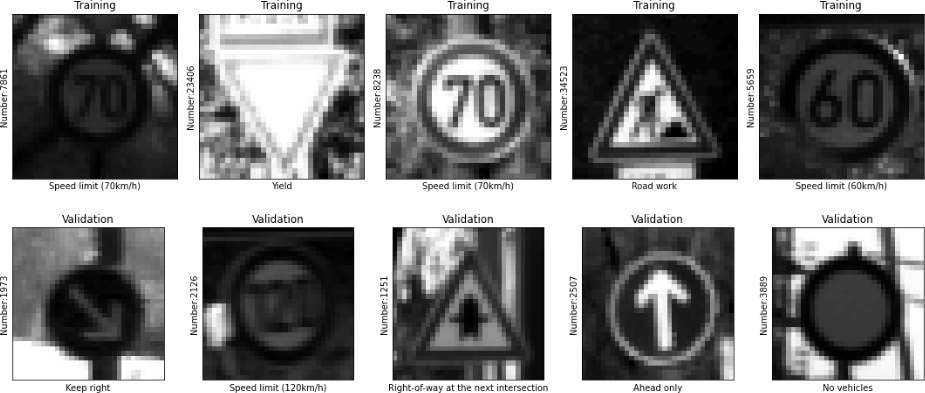 Training
Training
Training
Training
Training
Number:7861
70
Speed limit (70km/h)
Number:23406
Yield
Number:8238
70
Speed limit (70km/h)
Number:34523
Road work
Number:5659
60
Speed limit (60km/h)
Validation
Validation
Validation
Validation
Validation
Number:1973
Keep right
Number:2126
Speed limit (120km/h)
Number:1251
Right-of-way at the next intersection
Number:2507
Ahead only
Number:3889
No vehicles